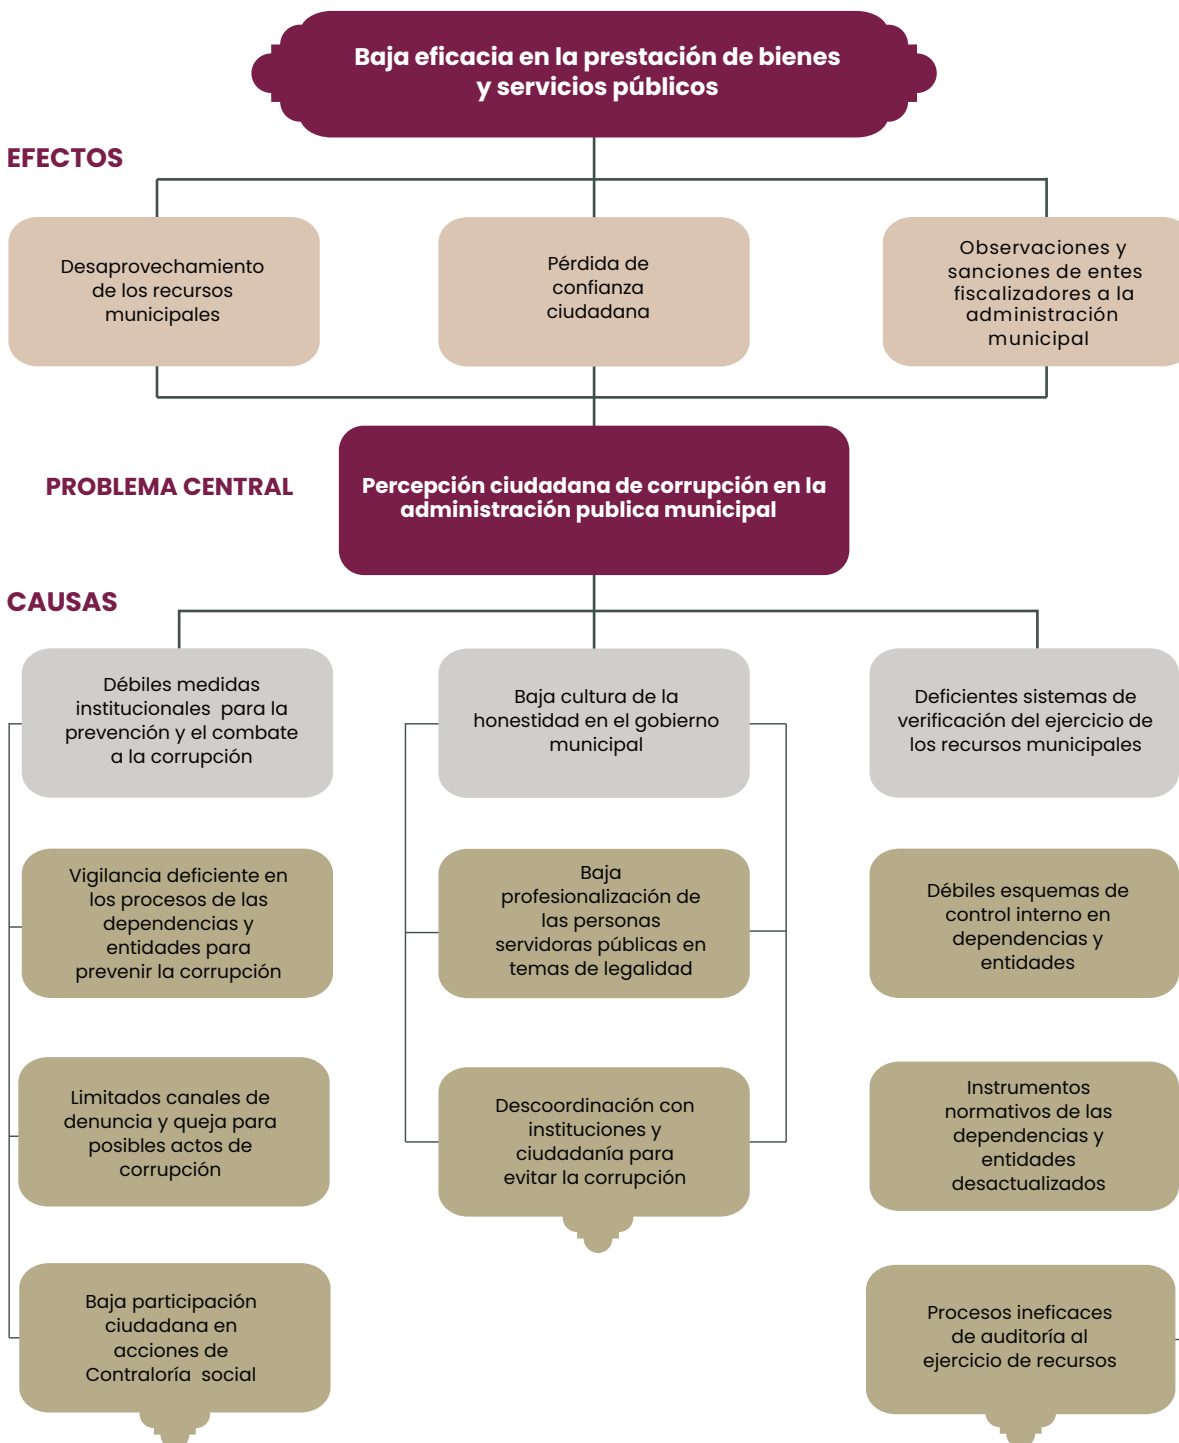 Baja eficacia en la prestación de bienes
y servicios públicos
EFECTOS
Desaprovechamiento
de los recursos
municipales
Pérdida de
confianza
ciudadana
Observaciones y
sanciones de entes
fiscalizadores a la
administración
municipal
PROBLEMA CENTRAL
Percepción ciudadana de corrupción en la
administración publica municipal
CAUSAS
Débiles medidas
institucionales para la
prevención y el combate
a la corrupción
Baja cultura de la
honestidad en el gobierno
municipal
Deficientes sistemas de
verificación del ejercicio de
los recursos municipales
Vigilancia deficiente en
los procesos de las
dependencias y
entidades para
prevenir la corrupción
Baja
profesionalización de
las personas
servidoras públicas en
temas de legalidad
Débiles esquemas de
control interno en
dependencias y
entidades
Limitados canales de
denuncia y queja para
posibles actos de
corrupción
Descoordinación con
instituciones y
ciudadanía para
evitar la corrupción
Instrumentos
normativos de las
dependencias y
entidades
desactualizados
Baja participación
ciudadana en
acciones de
Contraloría social
Procesos ineficaces
de auditoría al
ejercicio de recursos